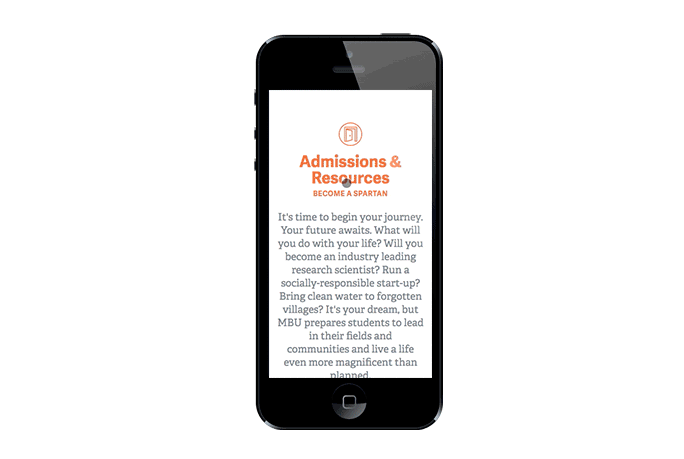 Admissions &
Resources
BECOME A SPARTAN
It's time to begin your journey.
Your future awaits. What will
you do with your life? Will you
become an industry leading
research scientist? Run a
socially-responsible start-up?
Bring clean water to forgotten
villages? It's your dream, but
MBU prepares students to lead
in their fields and
communities and live a life
even more magnificent than
planned.